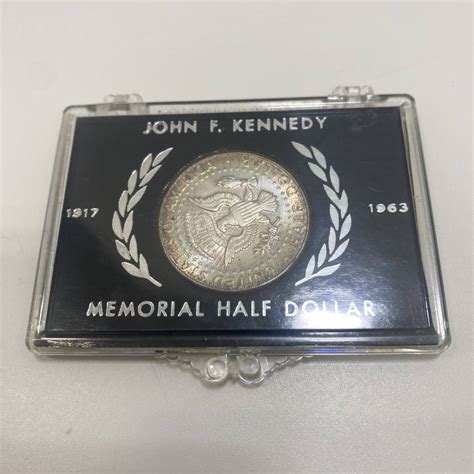 JOHN F. KENNEDY
1917
1963
MEMORIAL HALF DOLLAR